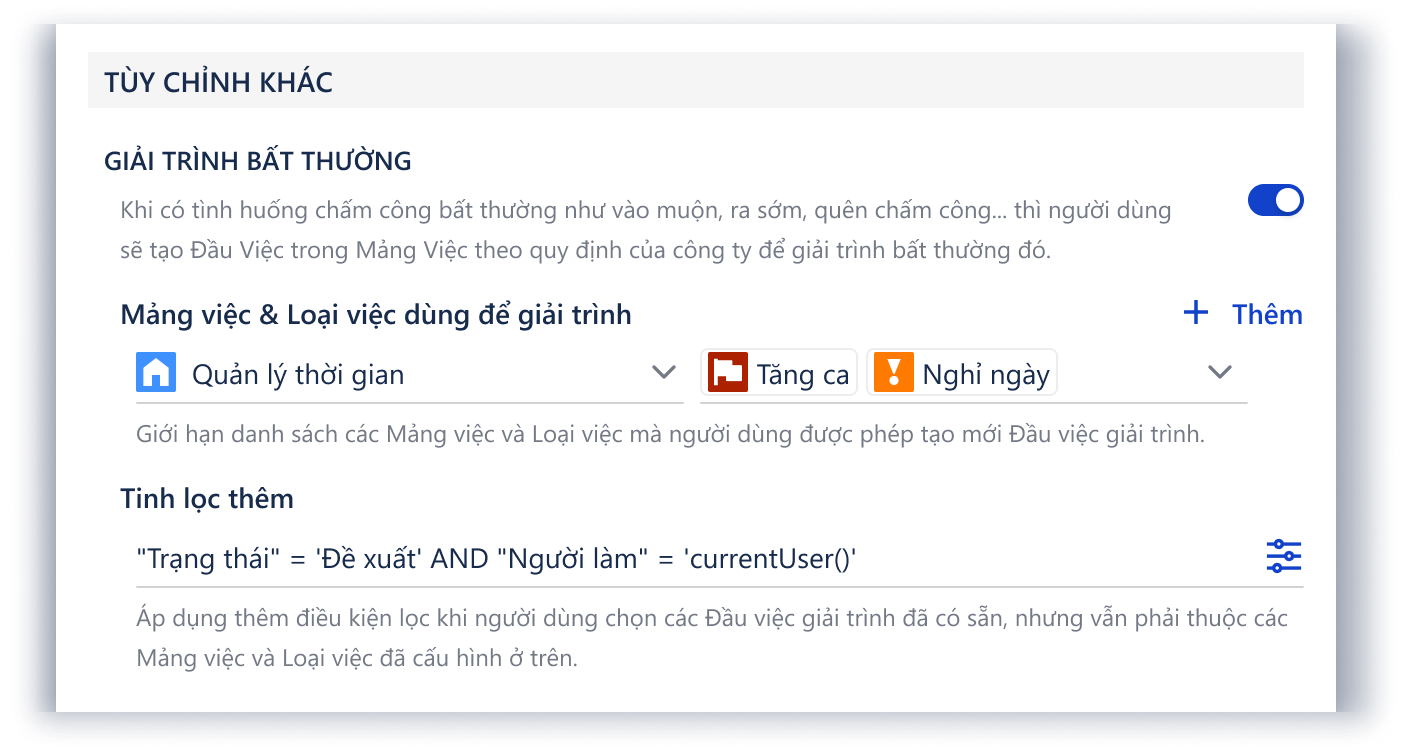 TÙY CHỈNH KHÁC
GIẢI TRÌNH BẤT THƯỜNG
Khi có tình huống chấm công bất thường như vào muộn, ra sớm, quên chấm công... thì người dùng
sẽ tạo Đầu Việc trong Mảng Việc theo quy định của công ty để giải trình bất thường đó.
Mảng việc & Loại việc dùng để giải trình + Thêm
Quản lý thời gian Tăng ca Nghỉ ngày
Giới hạn danh sách các Mảng việc và Loại việc mà người dùng được phép tạo mới Đầu việc giải trình.
Tinh lọc thêm
"Trạng thái" = 'Đề xuất' AND "Người làm" = 'currentUser()'
Áp dụng thêm điều kiện lọc khi người dùng chọn các Đầu việc giải trình đã có sẵn, nhưng vẫn phải thuộc các
Mảng việc và Loại việc đã cấu hình ở trên.